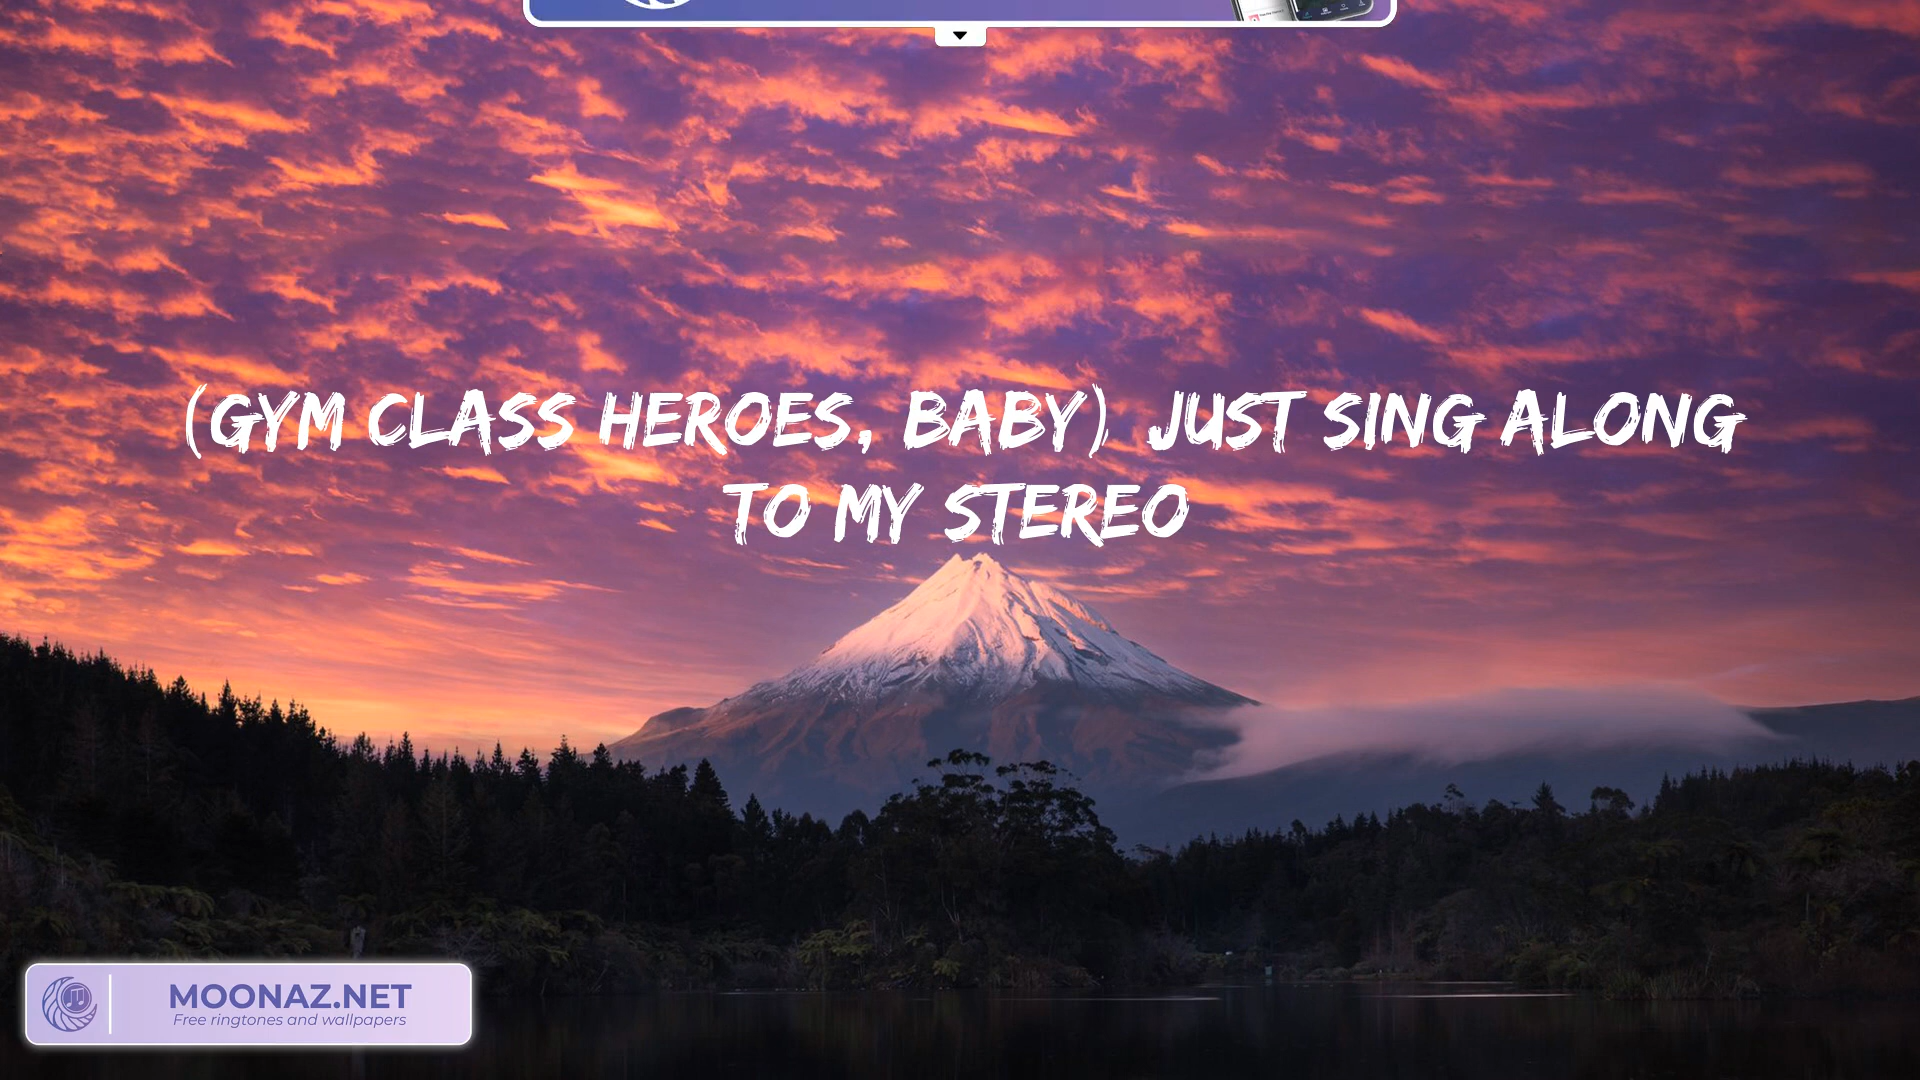 (GYM CLASS HEROES, BABY) JUST SING ALONG
TO MY STEREO
MOONAZ.NET
Free ringtones and wallpapers